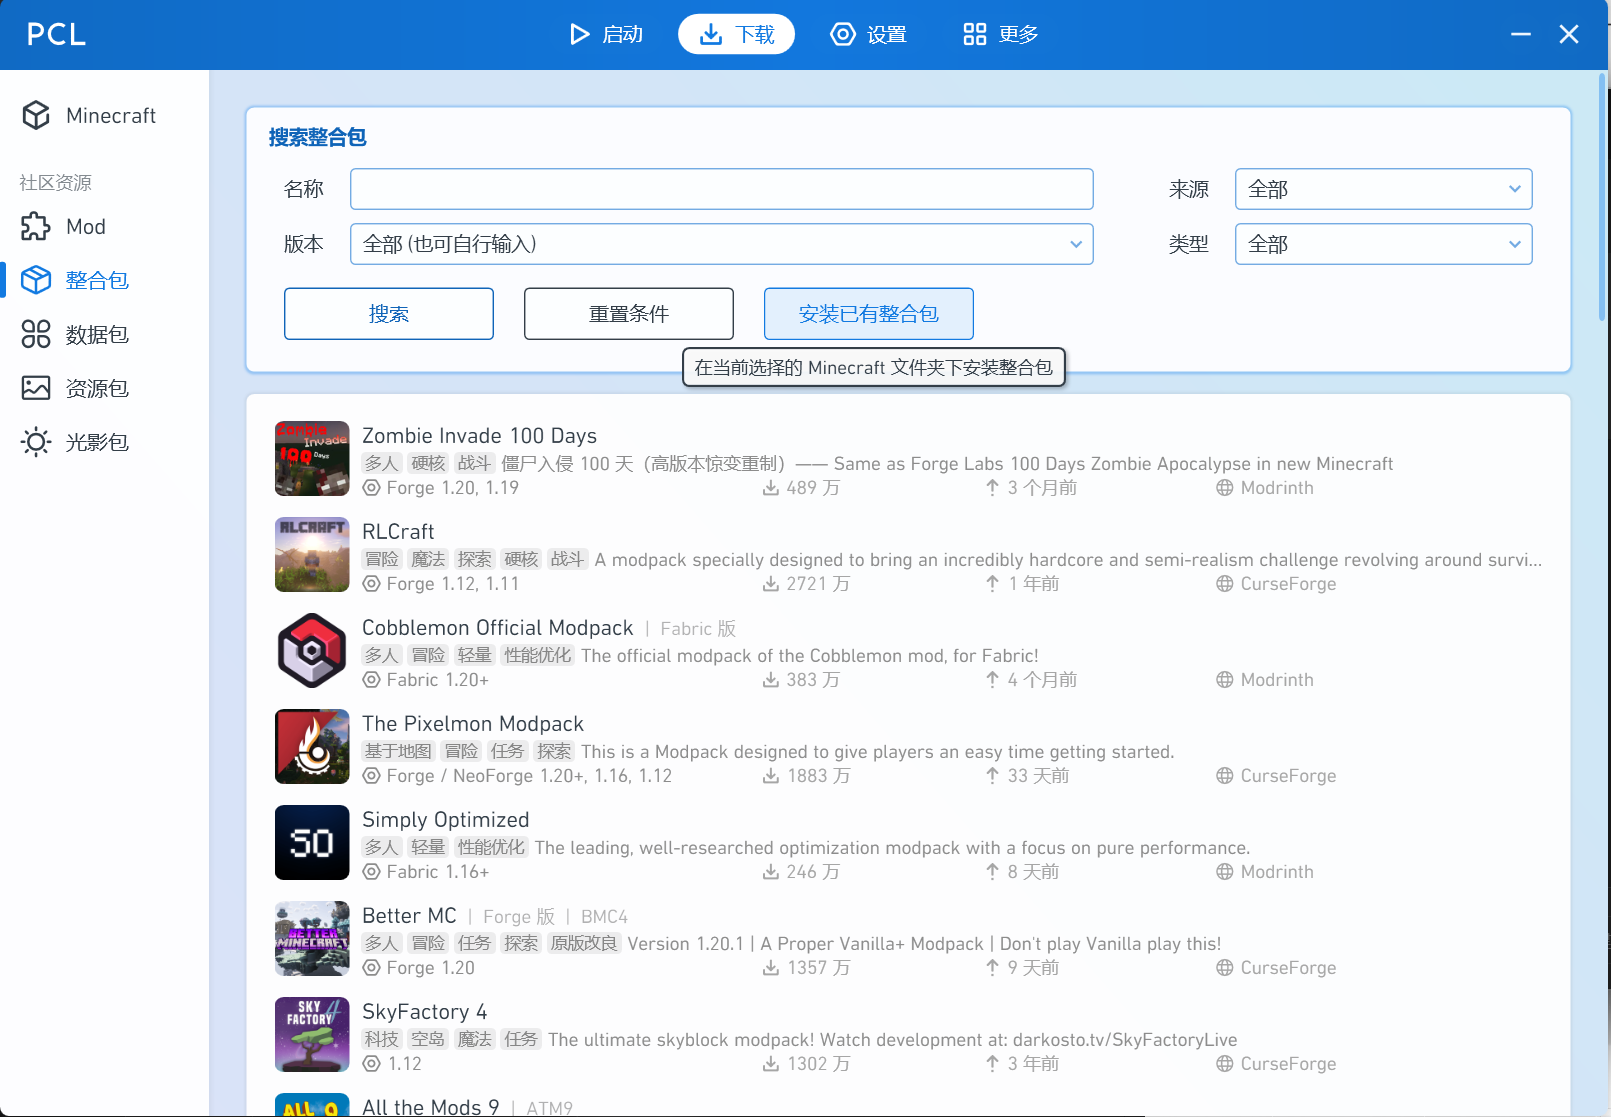 PCL
启动
下载
设置
更多
Minecraft
社区资源
Mod
整合包
数据包
资源包
光影包
搜索整合包
名称
来源 全部
版本 全部 (也可自行输入)
类型 全部
搜索
重置条件
安装已有整合包
在当前选择的 Minecraft 文件夹下安装整合包
Zombie Invade 100 Days
Zombie Invade 100 Days
多人 硬核 战斗 僵尸入侵 100 天（高版本惊变重制）—— Same as Forge Labs 100 Days Zombie Apocalypse in new Minecraft
Forge 1.20, 1.19 489 万 3 个月前 Modrinth
RLCRAFT
RLCraft
冒险 魔法 探索 硬核 战斗 A modpack specially designed to bring an incredibly hardcore and semi-realism challenge revolving around survi...
Forge 1.12, 1.11 2721 万 1 年前 CurseForge
Cobblemon Official Modpack | Fabric 版
多人 冒险 轻量 性能优化 The official modpack of the Cobblemon mod, for Fabric!
Fabric 1.20+ 383 万 4 个月前 Modrinth
The Pixelmon Modpack
基于地图 冒险 任务 探索 This is a Modpack designed to give players an easy time getting started.
Forge / NeoForge 1.20+, 1.16, 1.12 1883 万 33 天前 CurseForge
SO
Simply Optimized
多人 轻量 性能优化 The leading, well-researched optimization modpack with a focus on pure performance.
Fabric 1.16+ 246 万 8 天前 Modrinth
BETTER MINECRAFT
Better MC | Forge 版 | BMC4
多人 冒险 任务 探索 原版改良 Version 1.20.1 | A Proper Vanilla+ Modpack | Don't play Vanilla play this!
Forge 1.20 1357 万 9 天前 CurseForge
SKY FACTORY 4
SkyFactory 4
科技 空岛 魔法 任务 The ultimate skyblock modpack! Watch development at: darkosto.tv/SkyFactoryLive
1.12 1302 万 3 年前 CurseForge
ALL 9
All the Mods 9 | ATM9